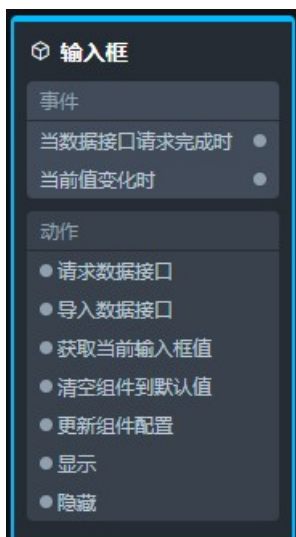 输入框
事件
当数据接口请求完成时
当前值变化时
动作
请求数据接口
导入数据接口
获取当前输入框值
清空组件到默认值
更新组件配置
显示
隐藏